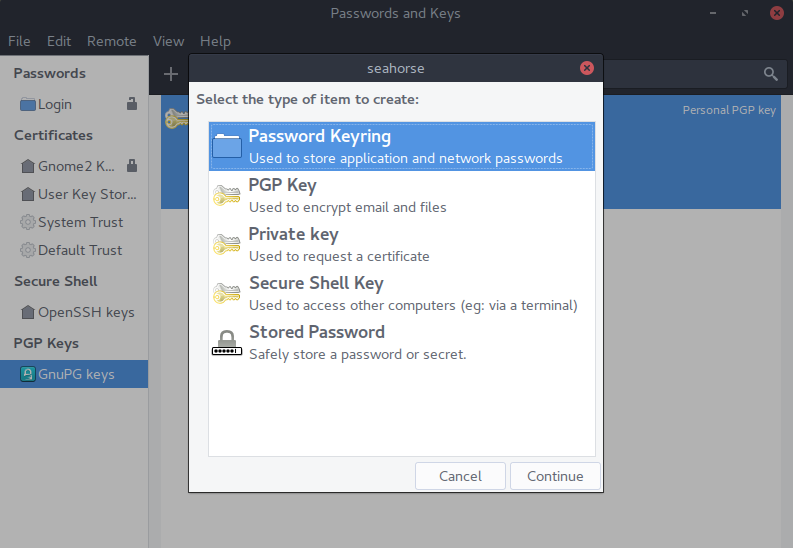 Passwords and Keys
File Edit Remote View Help
Passwords
Login
Certificates
Gnome2 K...
User Key Stor...
System Trust
Default Trust
Secure Shell
OpenSSH keys
PGP Keys
GnuPG keys
Personal PGP key
seahorse
Select the type of item to create:
Password Keyring
Used to store application and network passwords
PGP Key
Used to encrypt email and files
Private key
Used to request a certificate
Secure Shell Key
Used to access other computers (eg: via a terminal)
Stored Password
Safely store a password or secret.
Cancel
Continue